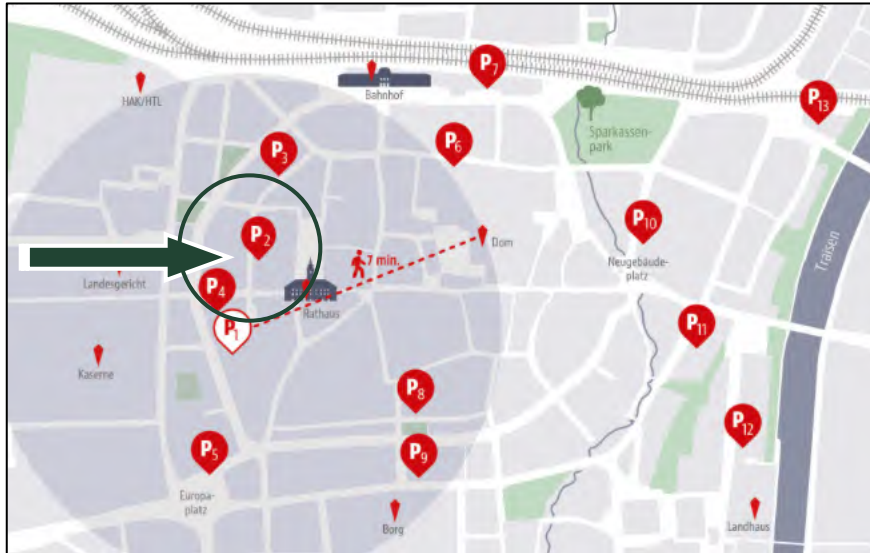 P7
HAK/HTL
Bahnhof
P13
P3
P6
Sparkassen-
park
P2
P10
Dom
7 min.
Neugebäude-
platz
Traisen
Landesgericht
P4
Rathaus
P1
P11
Kaserne
P8
P12
P5
P9
Europa-
platz
Borg
Landhaus